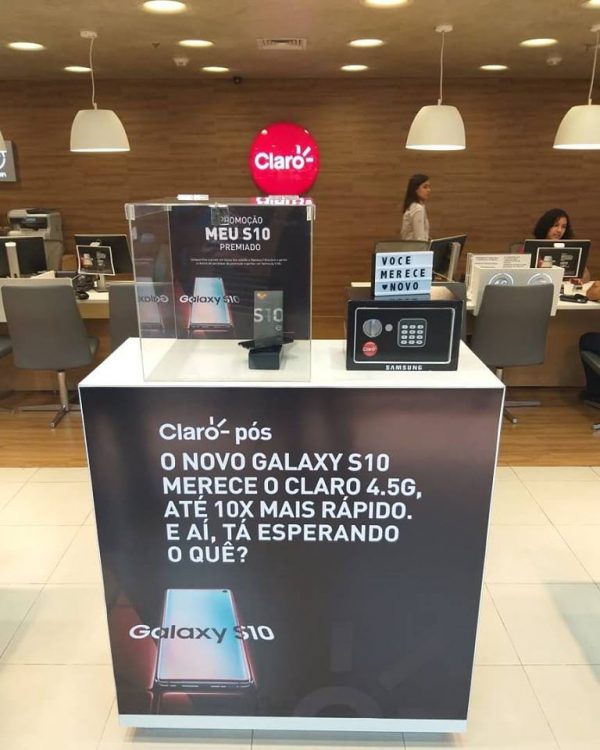 Claro
PROMOÇÃO
MEU S10
PREMIADO
Galaxy S10
S10
VOCE
MERECE
♥NOVO
Claro
SAMSUNG
Claro-pós
O NOVO GALAXY S10
MERECE O CLARO 4.5G,
ATÉ 10X MAIS RÁPIDO.
E AÍ, TÁ ESPERANDO
O QUÊ?
Galaxy S10